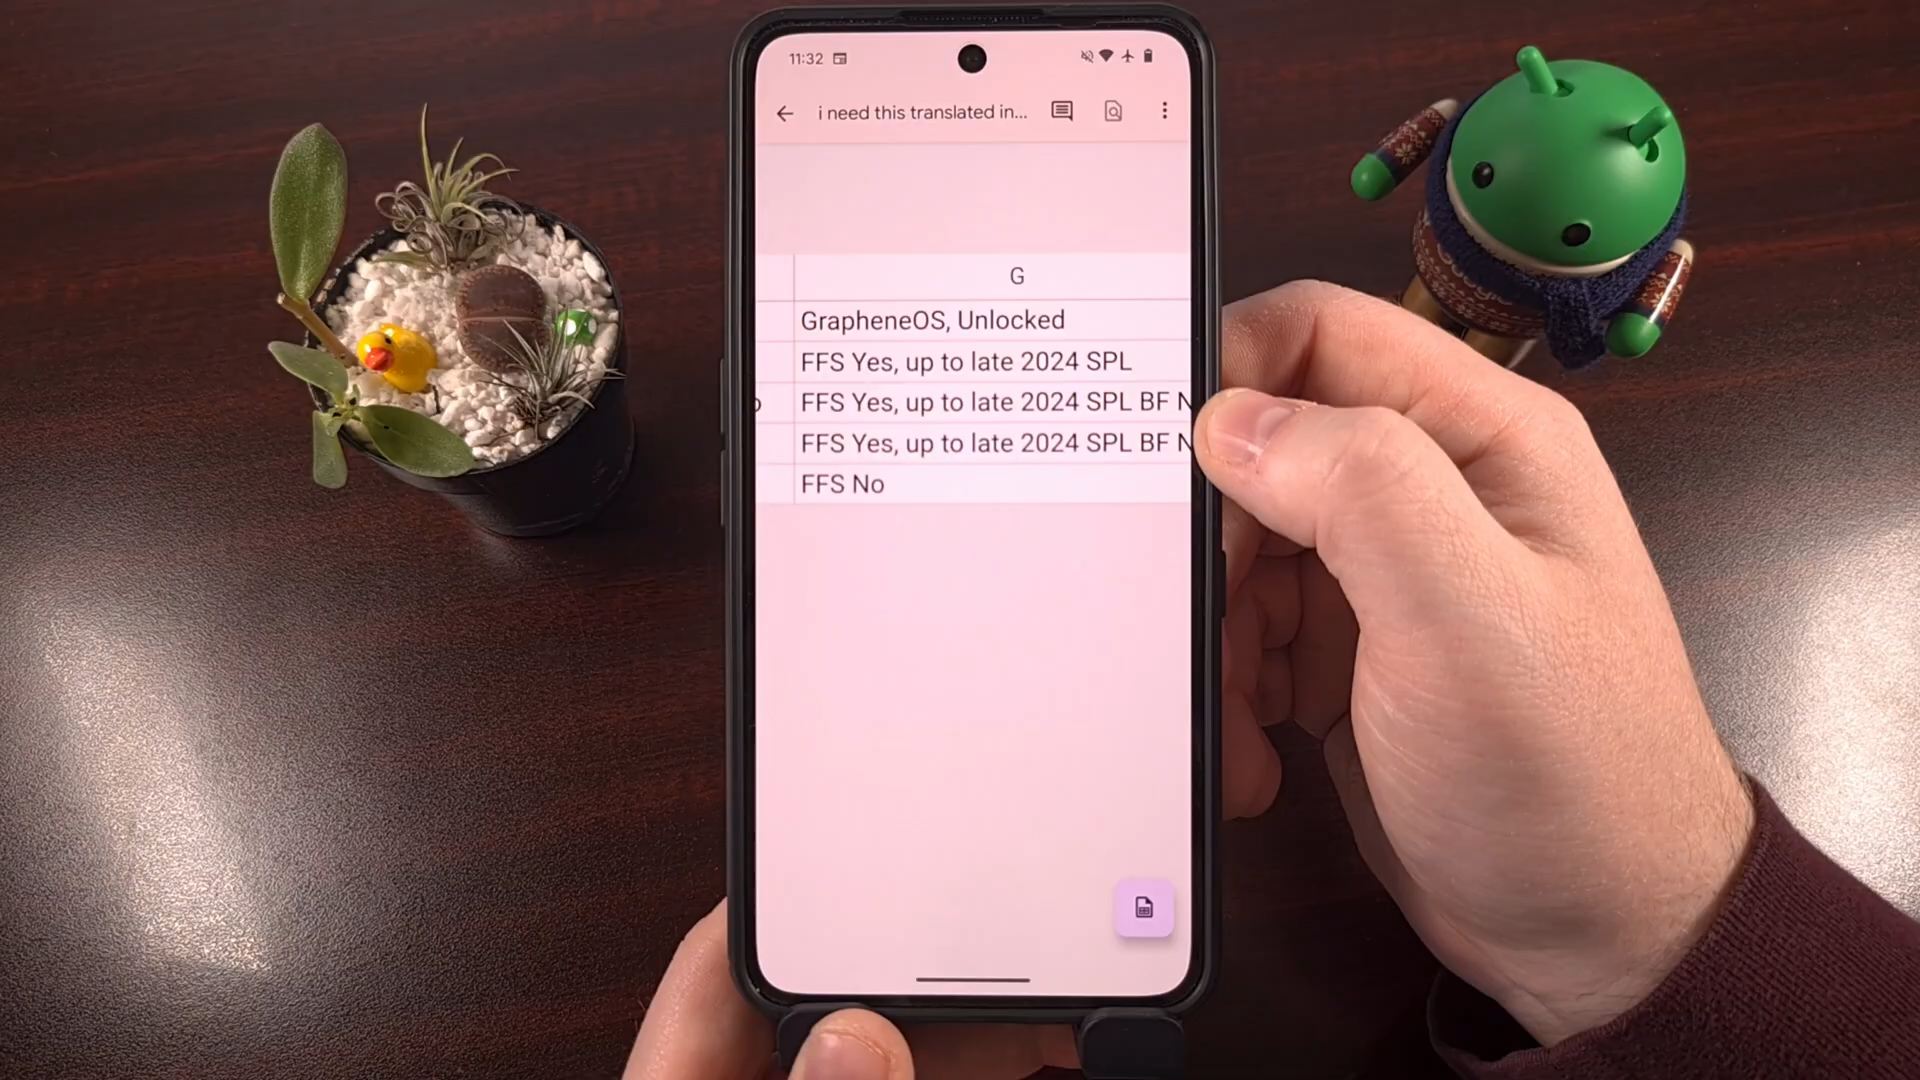 11:32
i need this translated in...
G
GrapheneOS, Unlocked
FFS Yes, up to late 2024 SPL
FFS Yes, up to late 2024 SPL BF N
FFS Yes, up to late 2024 SPL BF N
FFS No